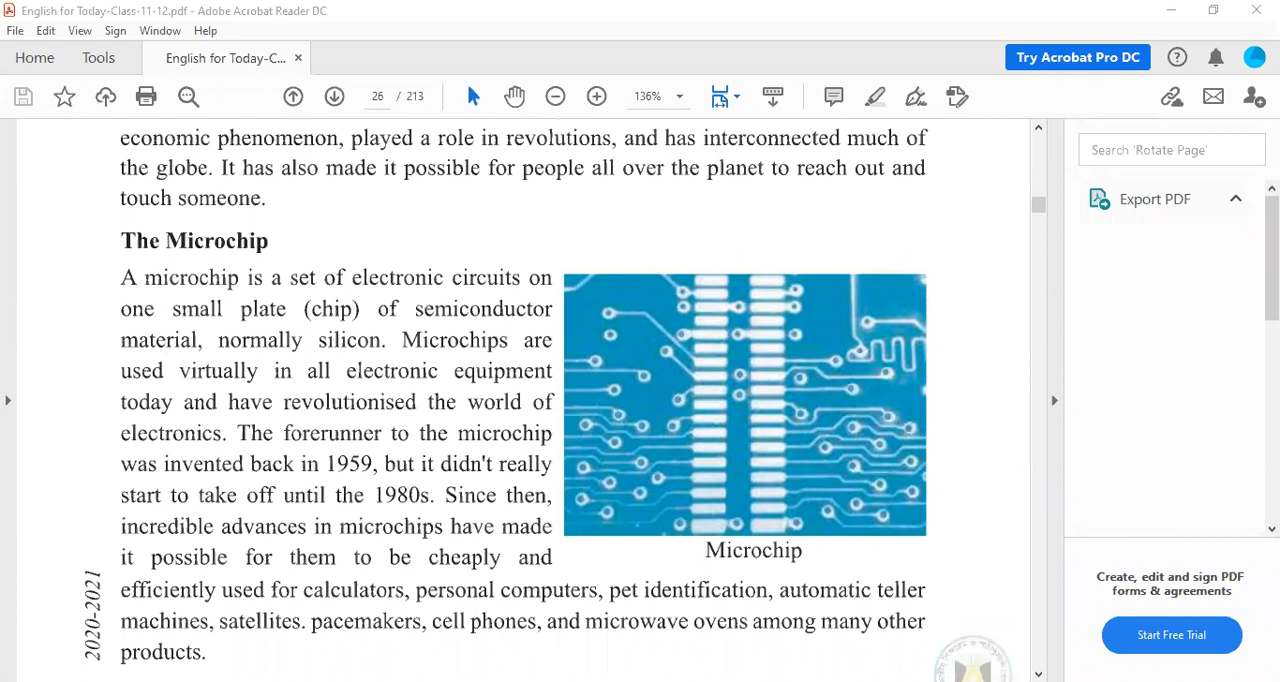 English for Today-Class-11-12.pdf - Adobe Acrobat Reader DC
File Edit View Sign Window Help
Home Tools English for Today-C... ×
Try Acrobat Pro DC
26 / 213 136%
Search 'Rotate Page'
Export PDF
economic phenomenon, played a role in revolutions, and has interconnected much of
the globe. It has also made it possible for people all over the planet to reach out and
touch someone.
The Microchip
A microchip is a set of electronic circuits on
one small plate (chip) of semiconductor
material, normally silicon. Microchips are
used virtually in all electronic equipment
today and have revolutionised the world of
electronics. The forerunner to the microchip
was invented back in 1959, but it didn't really
start to take off until the 1980s. Since then,
incredible advances in microchips have made
it possible for them to be cheaply and
Microchip
efficiently used for calculators, personal computers, pet identification, automatic teller
machines, satellites. pacemakers, cell phones, and microwave ovens among many other
products.
2020-2021
Create, edit and sign PDF
forms & agreements
Start Free Trial